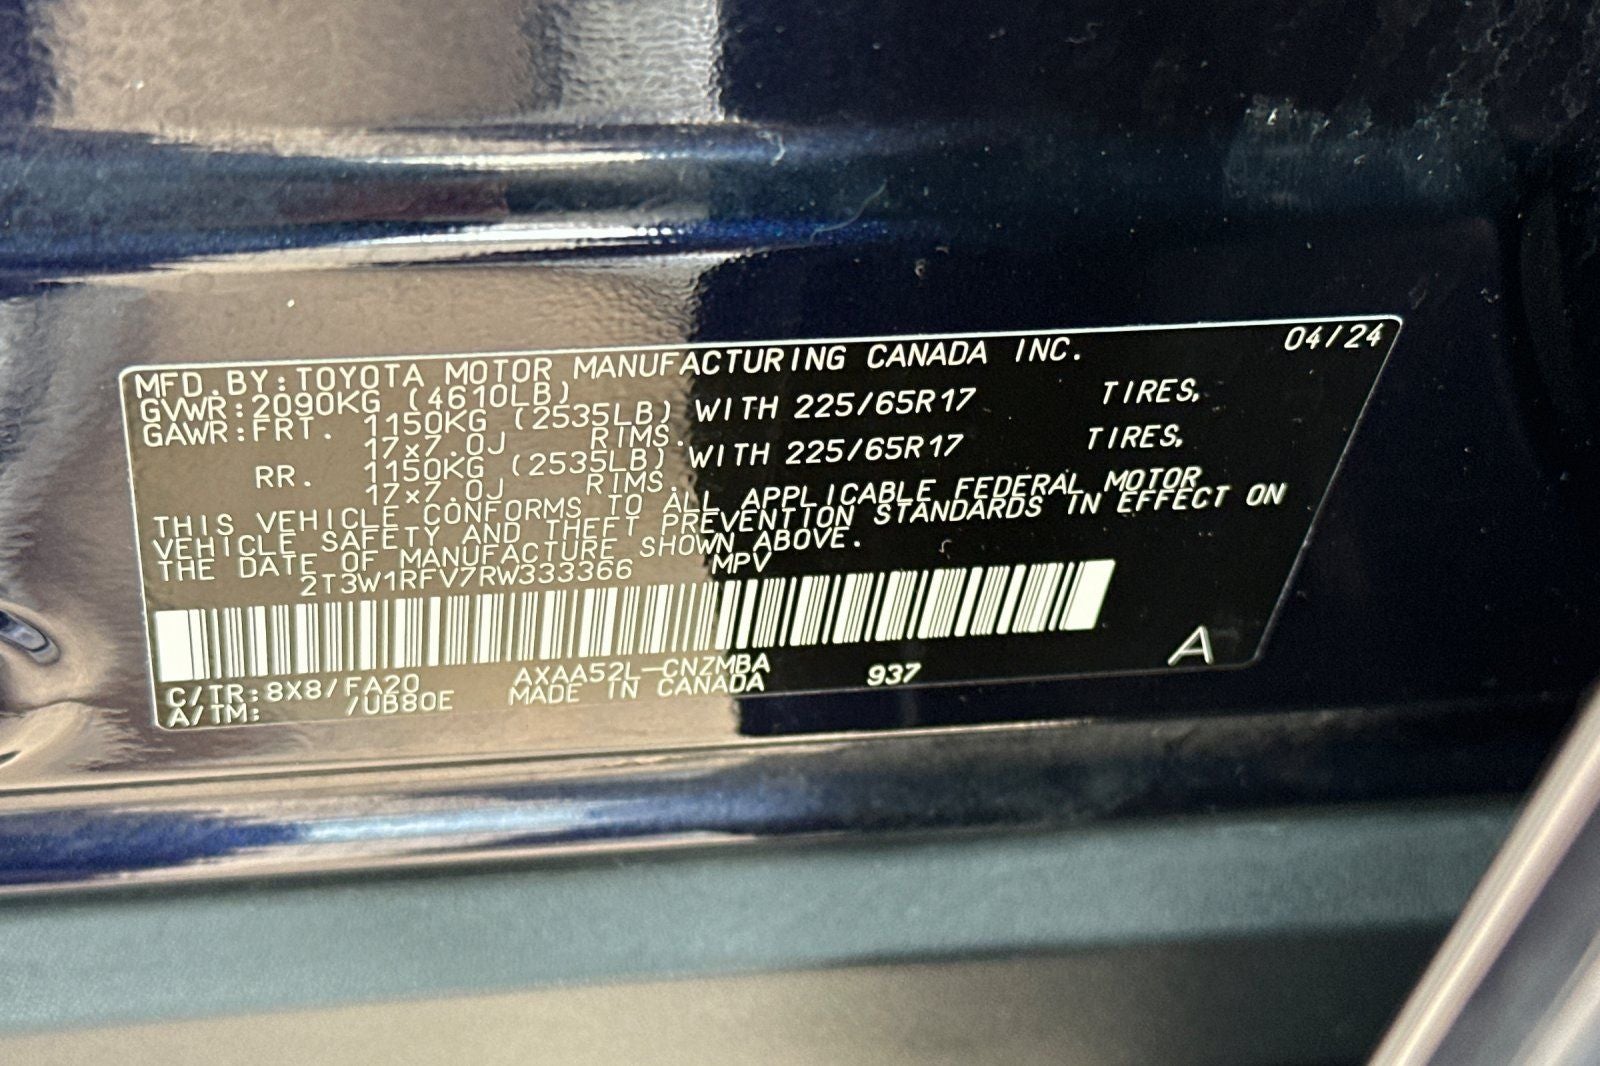 04/24
MFD.BY:TOYOTA MOTOR MANUFACTURING CANADA INC.
GVWR:2090KG (4610LB)
GAWR:FRT. 1150KG (2535LB) WITH 225/65R17 TIRES,
17x7.0J RIMS.
RR. 1150KG (2535LB) WITH 225/65R17 TIRES,
17x7.0J RIMS.
THIS VEHICLE CONFORMS TO ALL APPLICABLE FEDERAL MOTOR
VEHICLE SAFETY AND THEFT PREVENTION STANDARDS IN EFFECT ON
THE DATE OF MANUFACTURE SHOWN ABOVE.
2T3W1RFV7RW333366 MPV
C/TR:8X8/FA20 AXAA52L-CNZMBA 937 A
A/TM: /UB80E MADE IN CANADA